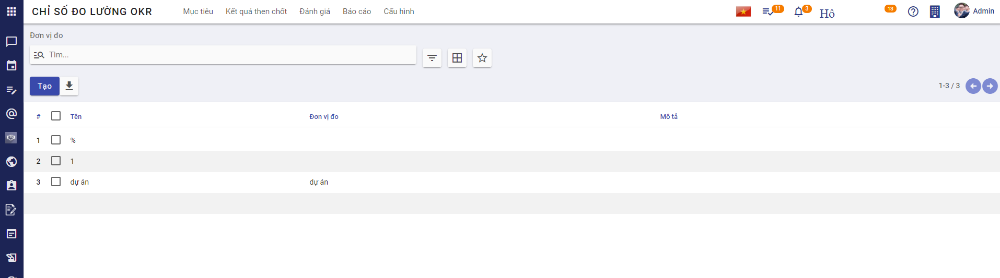 CHỈ SỐ ĐO LƯỜNG OKR Mục tiêu Kết quả then chốt Đánh giá Báo cáo Cấu hình 11 3 Hô 13 Admin
Đơn vị đo
Tìm...
Tạo 1-3 / 3
# Tên Đơn vị đo Mô tả
1 %
2 1
3 dự án dự án